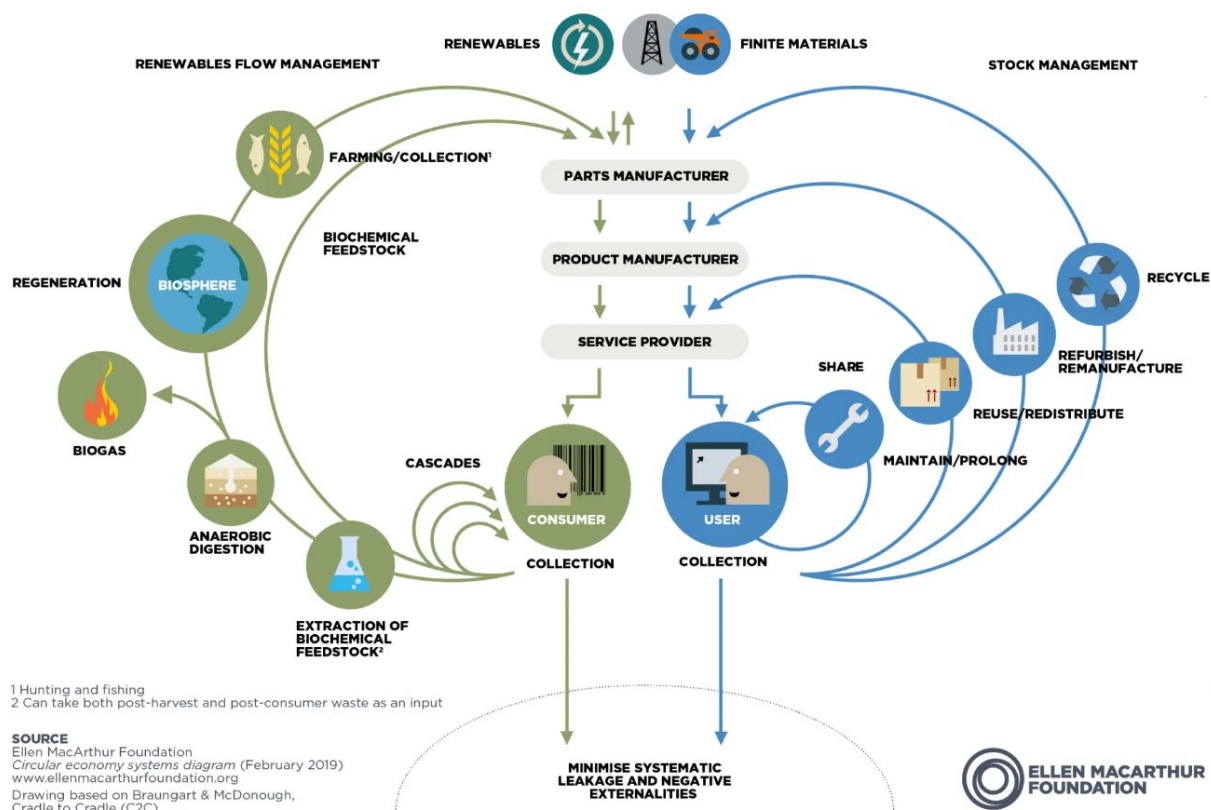 RENEWABLES
FINITE MATERIALS
RENEWABLES FLOW MANAGEMENT
STOCK MANAGEMENT
FARMING/COLLECTION¹
PARTS MANUFACTURER
BIOCHEMICAL
FEEDSTOCK
PRODUCT MANUFACTURER
REGENERATION
BIOSPHERE
RECYCLE
SERVICE PROVIDER
SHARE
REFURBISH/
REMANUFACTURE
REUSE/REDISTRIBUTE
BIOGAS
CASCADES
MAINTAIN/PROLONG
CONSUMER
USER
ANAEROBIC
DIGESTION
COLLECTION
COLLECTION
EXTRACTION OF
BIOCHEMICAL
FEEDSTOCK²
1 Hunting and fishing
2 Can take both post-harvest and post-consumer waste as an input
SOURCE
Ellen MacArthur Foundation
Circular economy systems diagram (February 2019)
www.ellenmacarthurfoundation.org
Drawing based on Braungart & McDonough,
Cradle to Cradle (C2C)
MINIMISE SYSTEMATIC
LEAKAGE AND NEGATIVE
EXTERNALITIES
ELLEN MACARTHUR
FOUNDATION